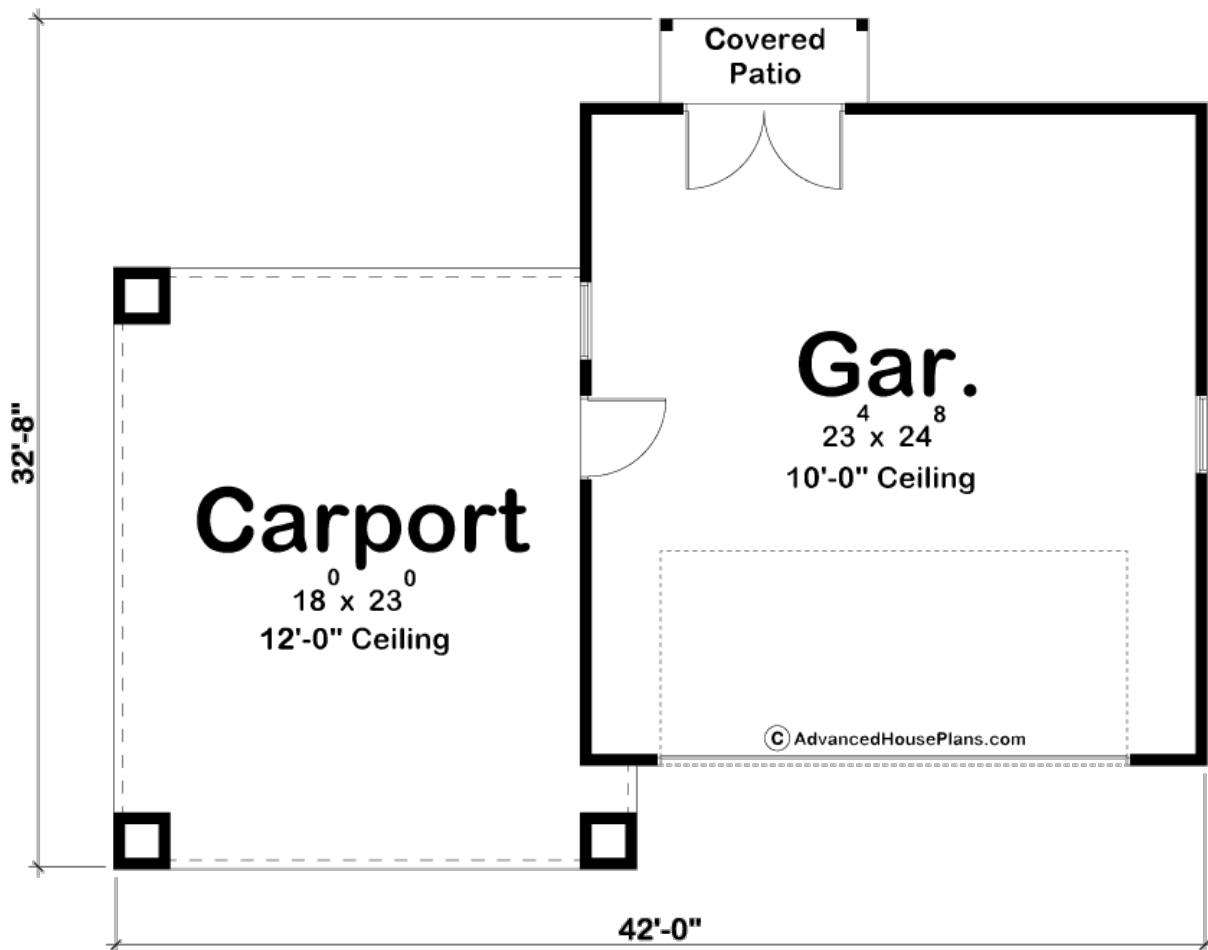 Covered
Patio
32'-8"
Gar.
23⁴ x 24⁸
10'-0" Ceiling
Carport
18⁰ x 23⁰
12'-0" Ceiling
© AdvancedHousePlans.com
42'-0"